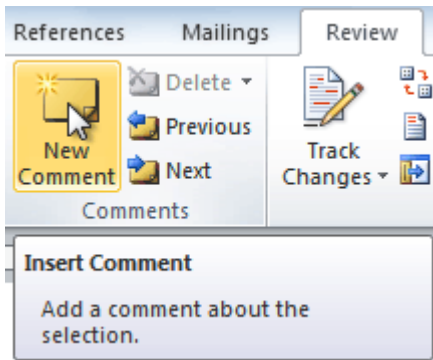 References Mailings Review
New
Comment
Delete
Previous
Next
Track
Changes
Comments
Insert Comment
Add a comment about the
selection.